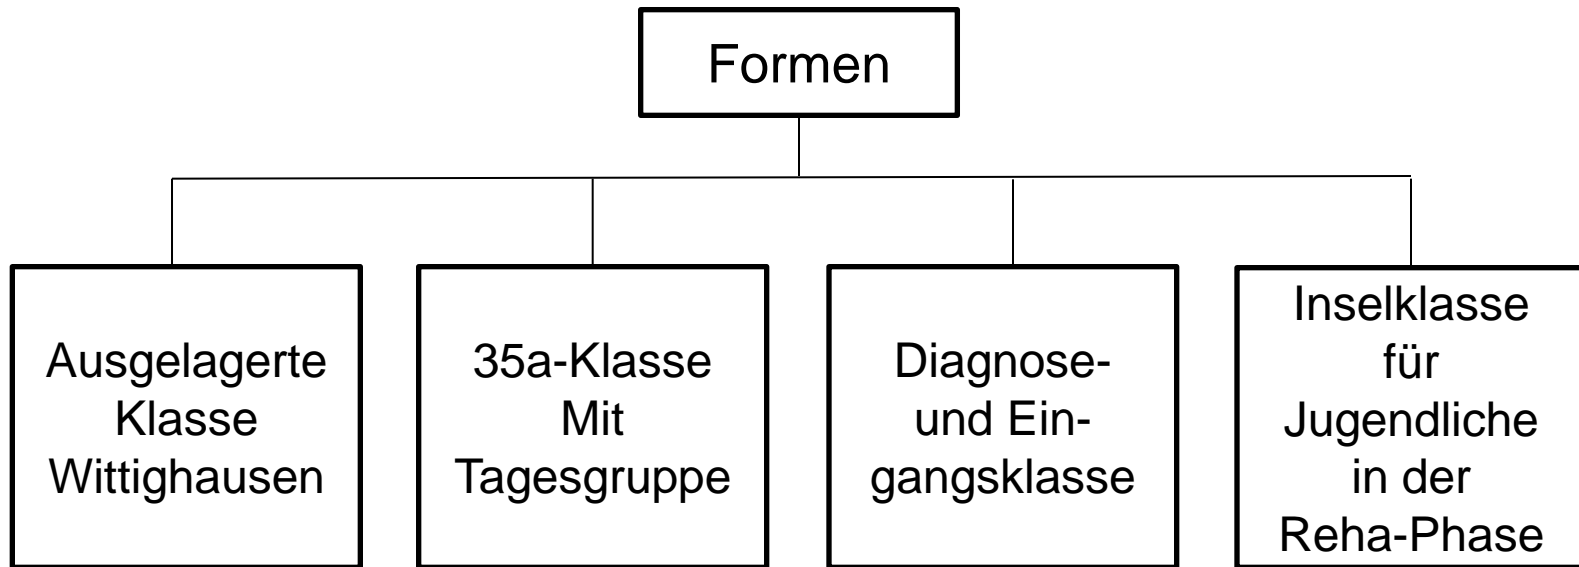 Formen
Ausgelagerte
Klasse
Wittighausen
35a-Klasse
Mit
Tagesgruppe
Diagnose-
und Ein-
gangsklasse
Inselklasse
für
Jugendliche
in der
Reha-Phase